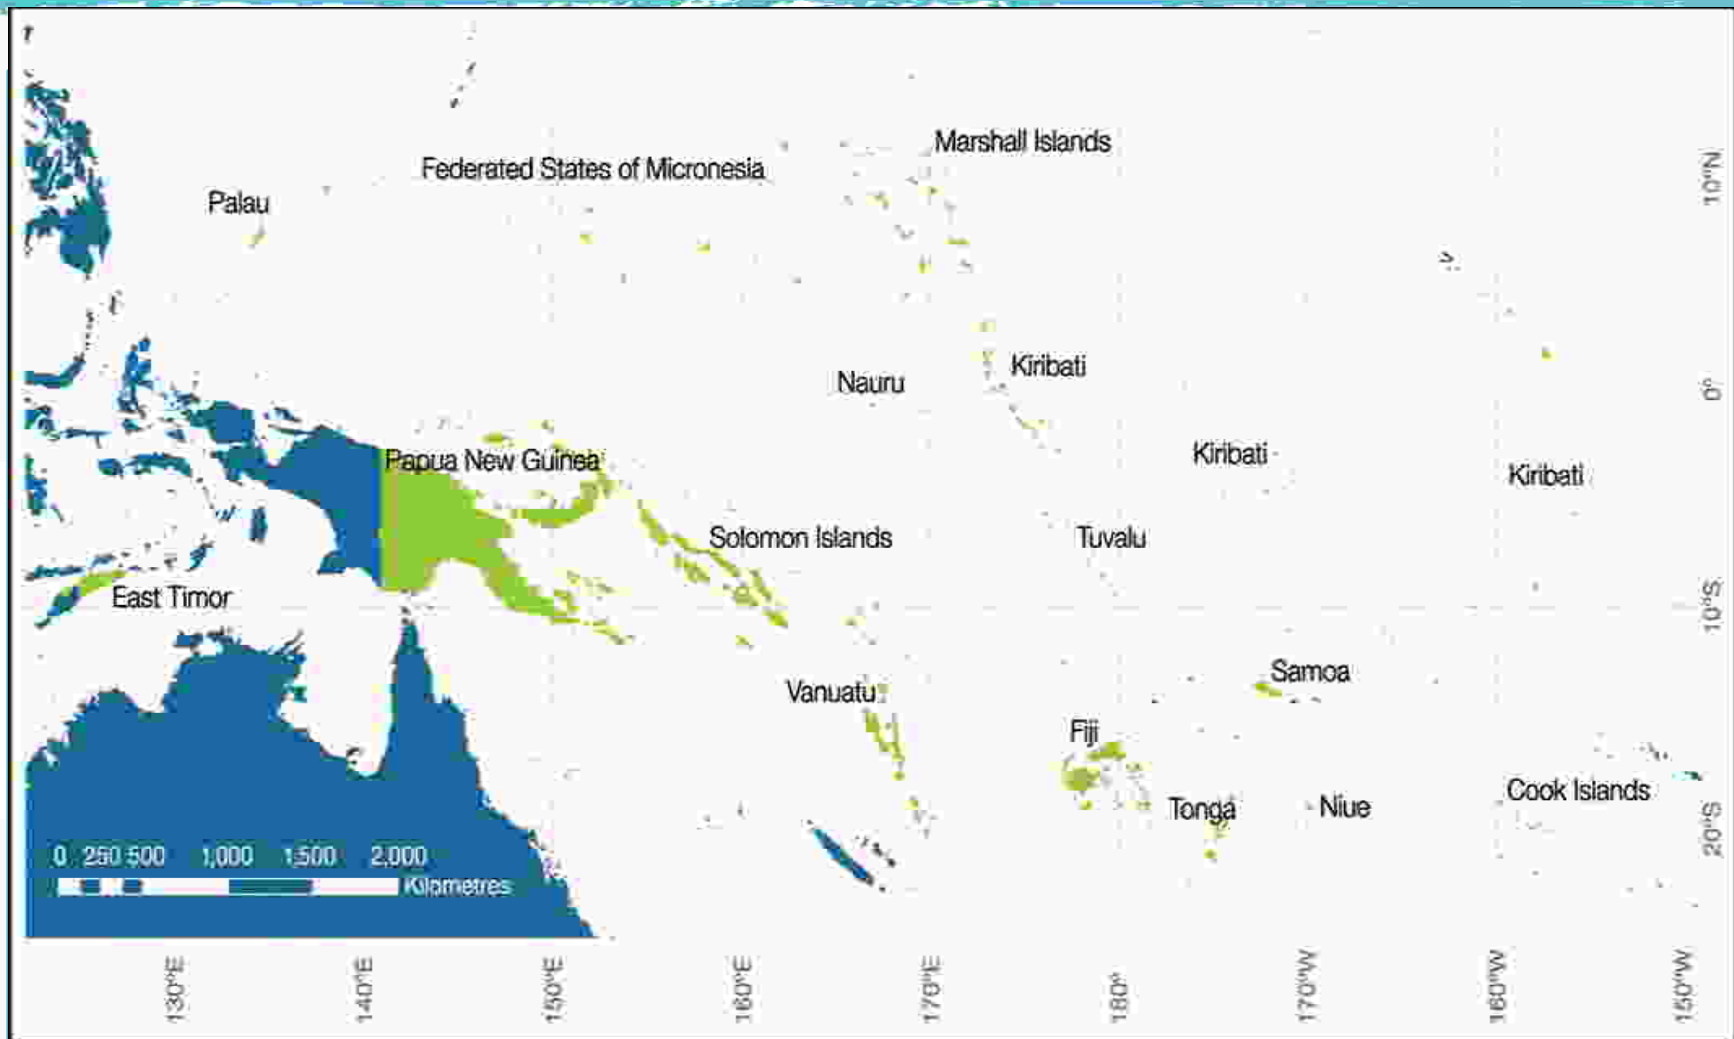 Marshall Islands
Federated States of Micronesia
Palau
10°N
Kiribati
Nauru
0°
Papua New Guinea
Kiribati
Kiribati
Solomon Islands
Tuvalu
East Timor
10°S
Samoa
Vanuatu
Fiji
Cook Islands
Tonga
Niue
20°S
0 250 500 1,000 1,500 2,000
Kilometres
130°E 140°E 150°E 160°E 170°E 180° 170°W 160°W 150°W